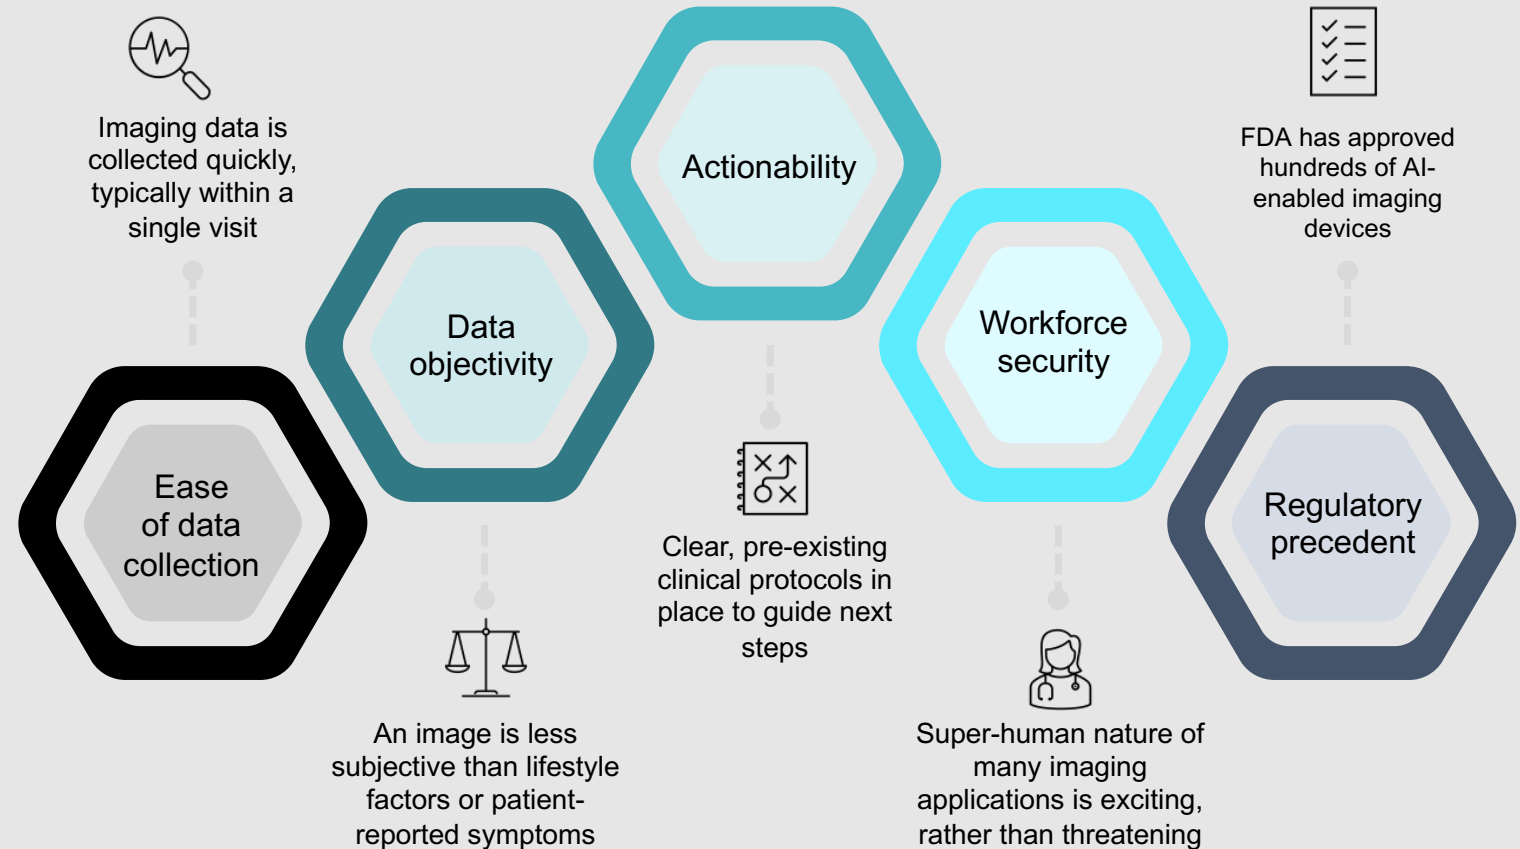 Imaging data is
collected quickly,
typically within a
single visit
Ease
of data
collection
Data
objectivity
An image is less
subjective than lifestyle
factors or patient-
reported symptoms
Actionability
Clear, pre-existing
clinical protocols in
place to guide next
steps
Workforce
security
Super-human nature of
many imaging
applications is exciting,
rather than threatening
FDA has approved
hundreds of AI-
enabled imaging
devices
Regulatory
precedent